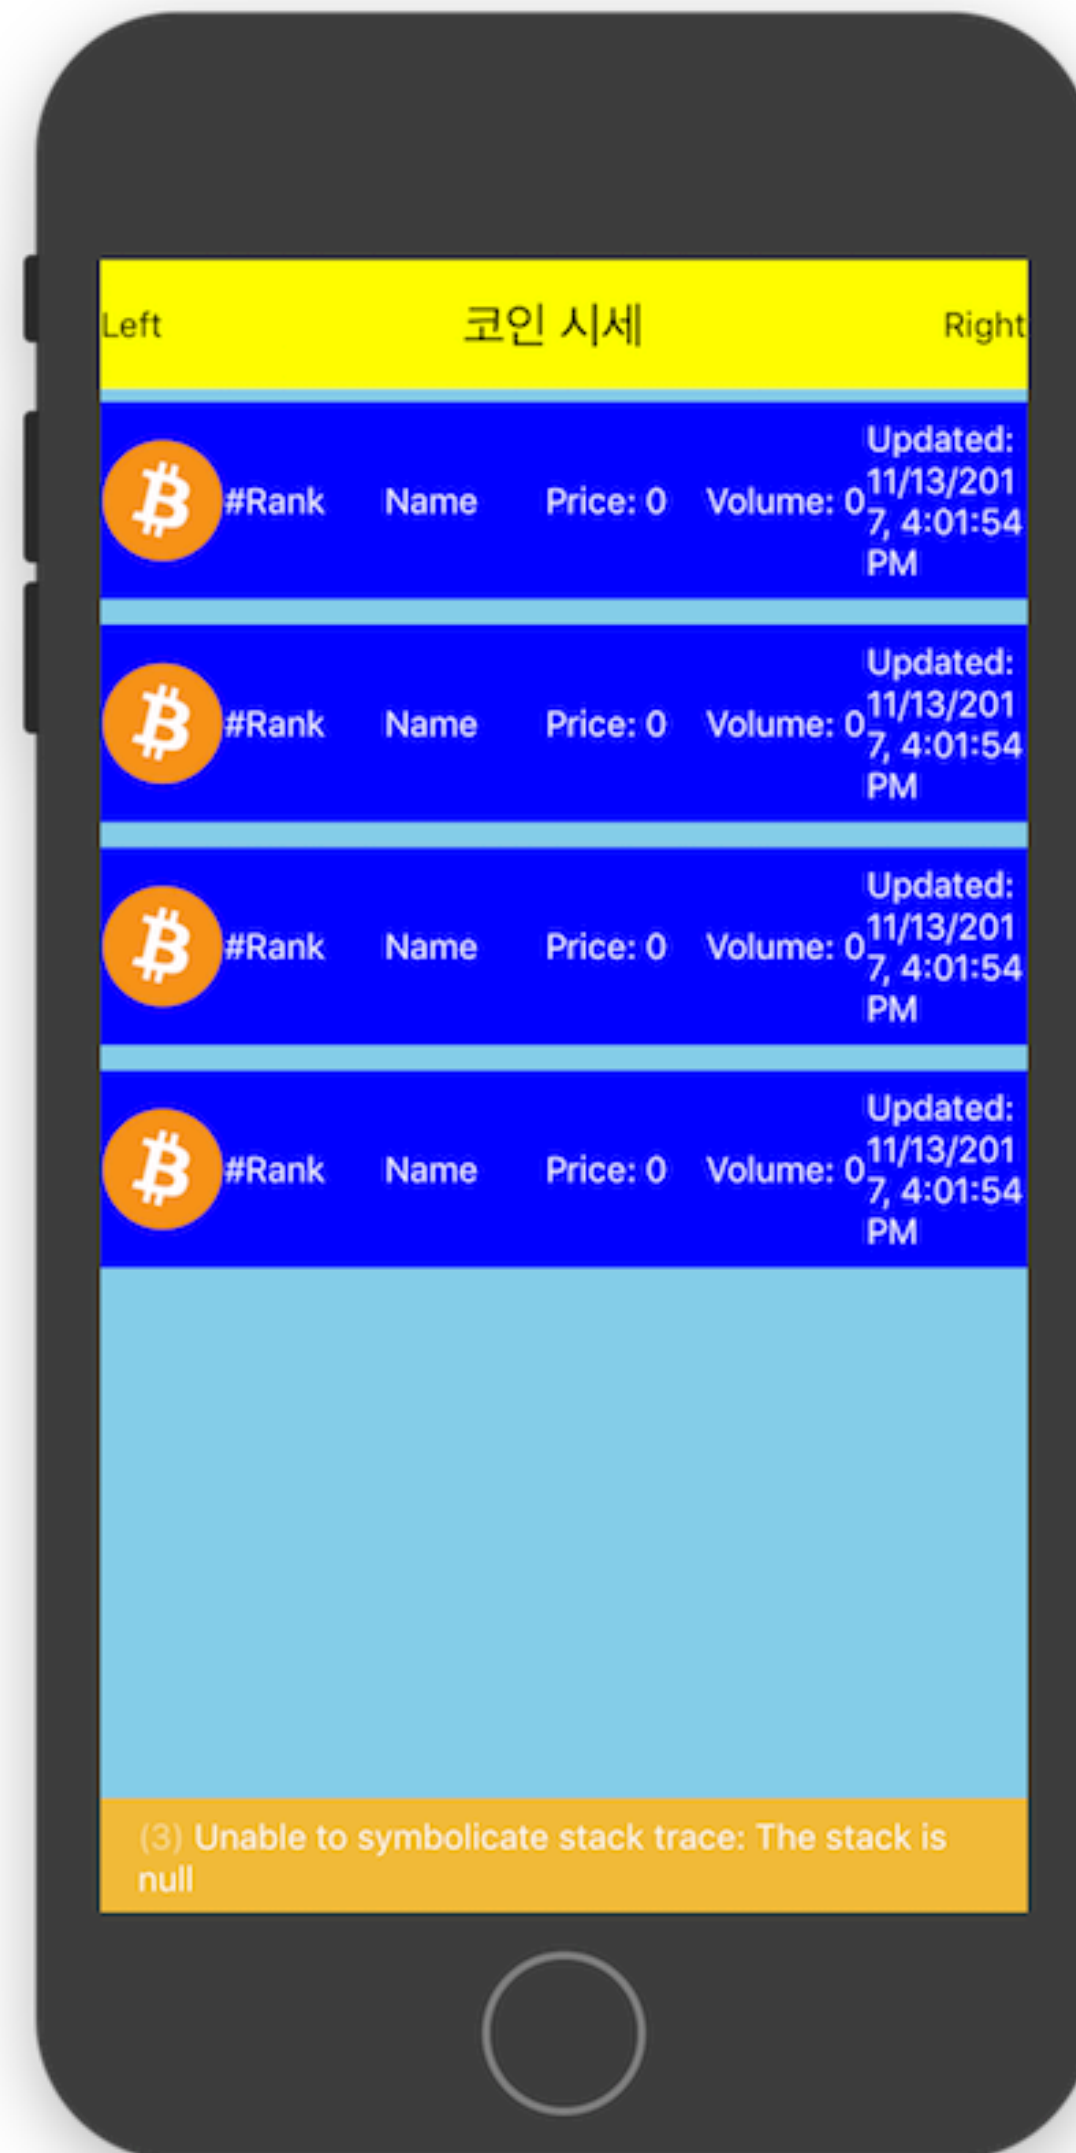 Left 코인 시세 Right
#Rank Name Price: 0 Volume: 0 Updated:
11/13/201
7, 4:01:54
PM
#Rank Name Price: 0 Volume: 0 Updated:
11/13/201
7, 4:01:54
PM
#Rank Name Price: 0 Volume: 0 Updated:
11/13/201
7, 4:01:54
PM
#Rank Name Price: 0 Volume: 0 Updated:
11/13/201
7, 4:01:54
PM
(3) Unable to symbolicate stack trace: The stack is
null